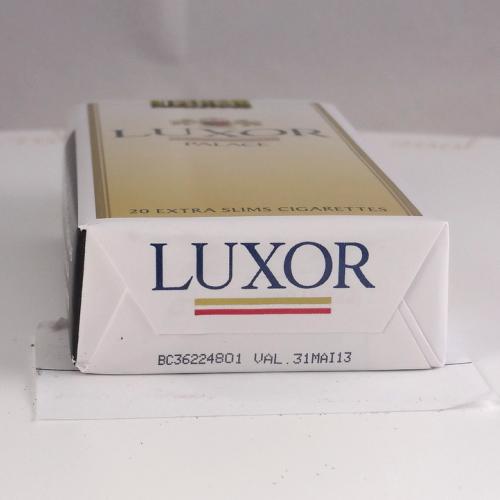 LUXOR
PALACE
20 EXTRA SLIMS CIGARETTES
LUXOR
BC36224801 VAL.31MAI13